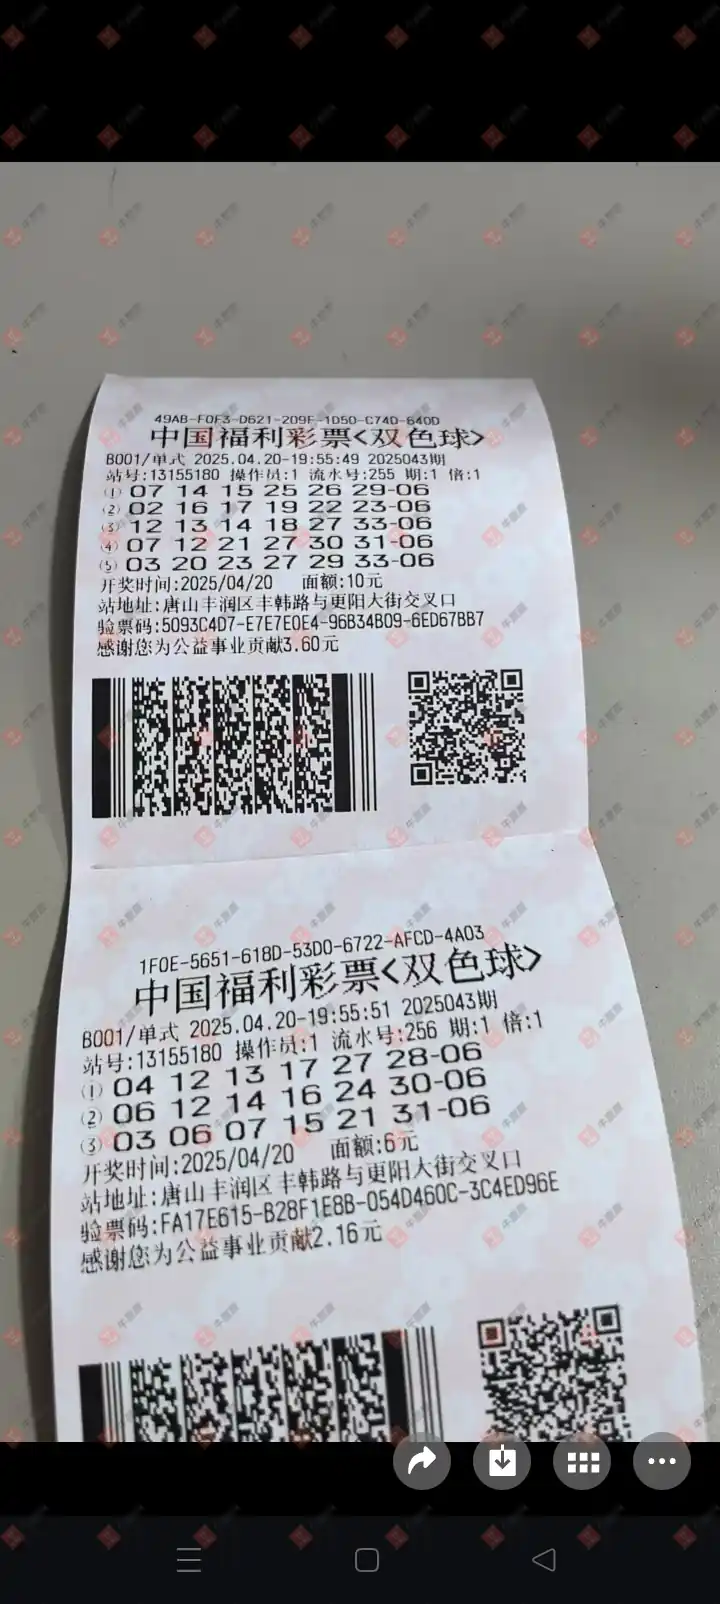 49AB-F0F3-D621-209F-1D50-C74D-640D
中国福利彩票<双色球>
B001/单式 2025.04.20-19:55:49 2025043期
站号:13155180 操作员:1 流水号:255 期:1 倍:1
① 07 14 15 25 26 29-06
② 02 16 17 19 22 23-06
③ 12 13 14 18 27 33-06
④ 07 12 21 27 30 31-06
⑤ 03 20 23 27 29 33-06
开奖时间:2025/04/20 面额:10元
站地址:唐山丰润区丰韩路与更阳大街交叉口
验票码:5093C4D7-E7E7E0E4-96B34B09-6ED67BB7
感谢您为公益事业贡献3.60元
1F0E-5651-618D-53D0-6722-AFCD-4A03
中国福利彩票<双色球>
B001/单式 2025.04.20-19:55:51 2025043期
站号:13155180 操作员:1 流水号:256 期:1 倍:1
① 04 12 13 17 27 28-06
② 06 12 14 16 24 30-06
③ 03 06 07 15 21 31-06
开奖时间:2025/04/20 面额:6元
站地址:唐山丰润区丰韩路与更阳大街交叉口
验票码:FA17E615-B28F1E8B-054D460C-3C4ED96E
感谢您为公益事业贡献2.16元